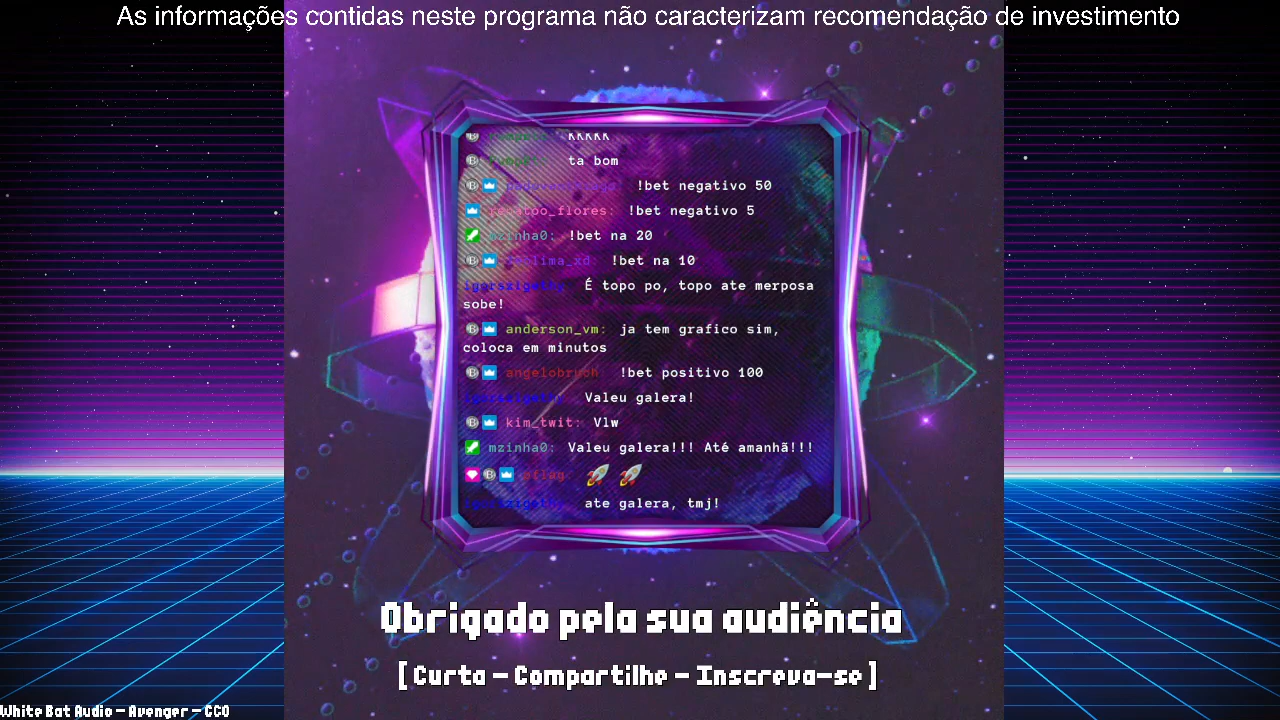 As informações contidas neste programa não caracterizam recomendação de investimento
KKKKK
ta bom
!bet negativo 50
renatoo_flores: !bet negativo 5
mzinha0: !bet na 20
!bet na 10
É topo po, topo ate merposa
sobe!
anderson_vm: ja tem grafico sim,
coloca em minutos
!bet positivo 100
Valeu galera!
kim_twit: Vlw
mzinha0: Valeu galera!!! Até amanhã!!!
ate galera, tmj!
Obrigado pela sua audiência
[ Curta - Compartilhe - Inscreva-se ]
White Bat Audio - Avenger - CC0